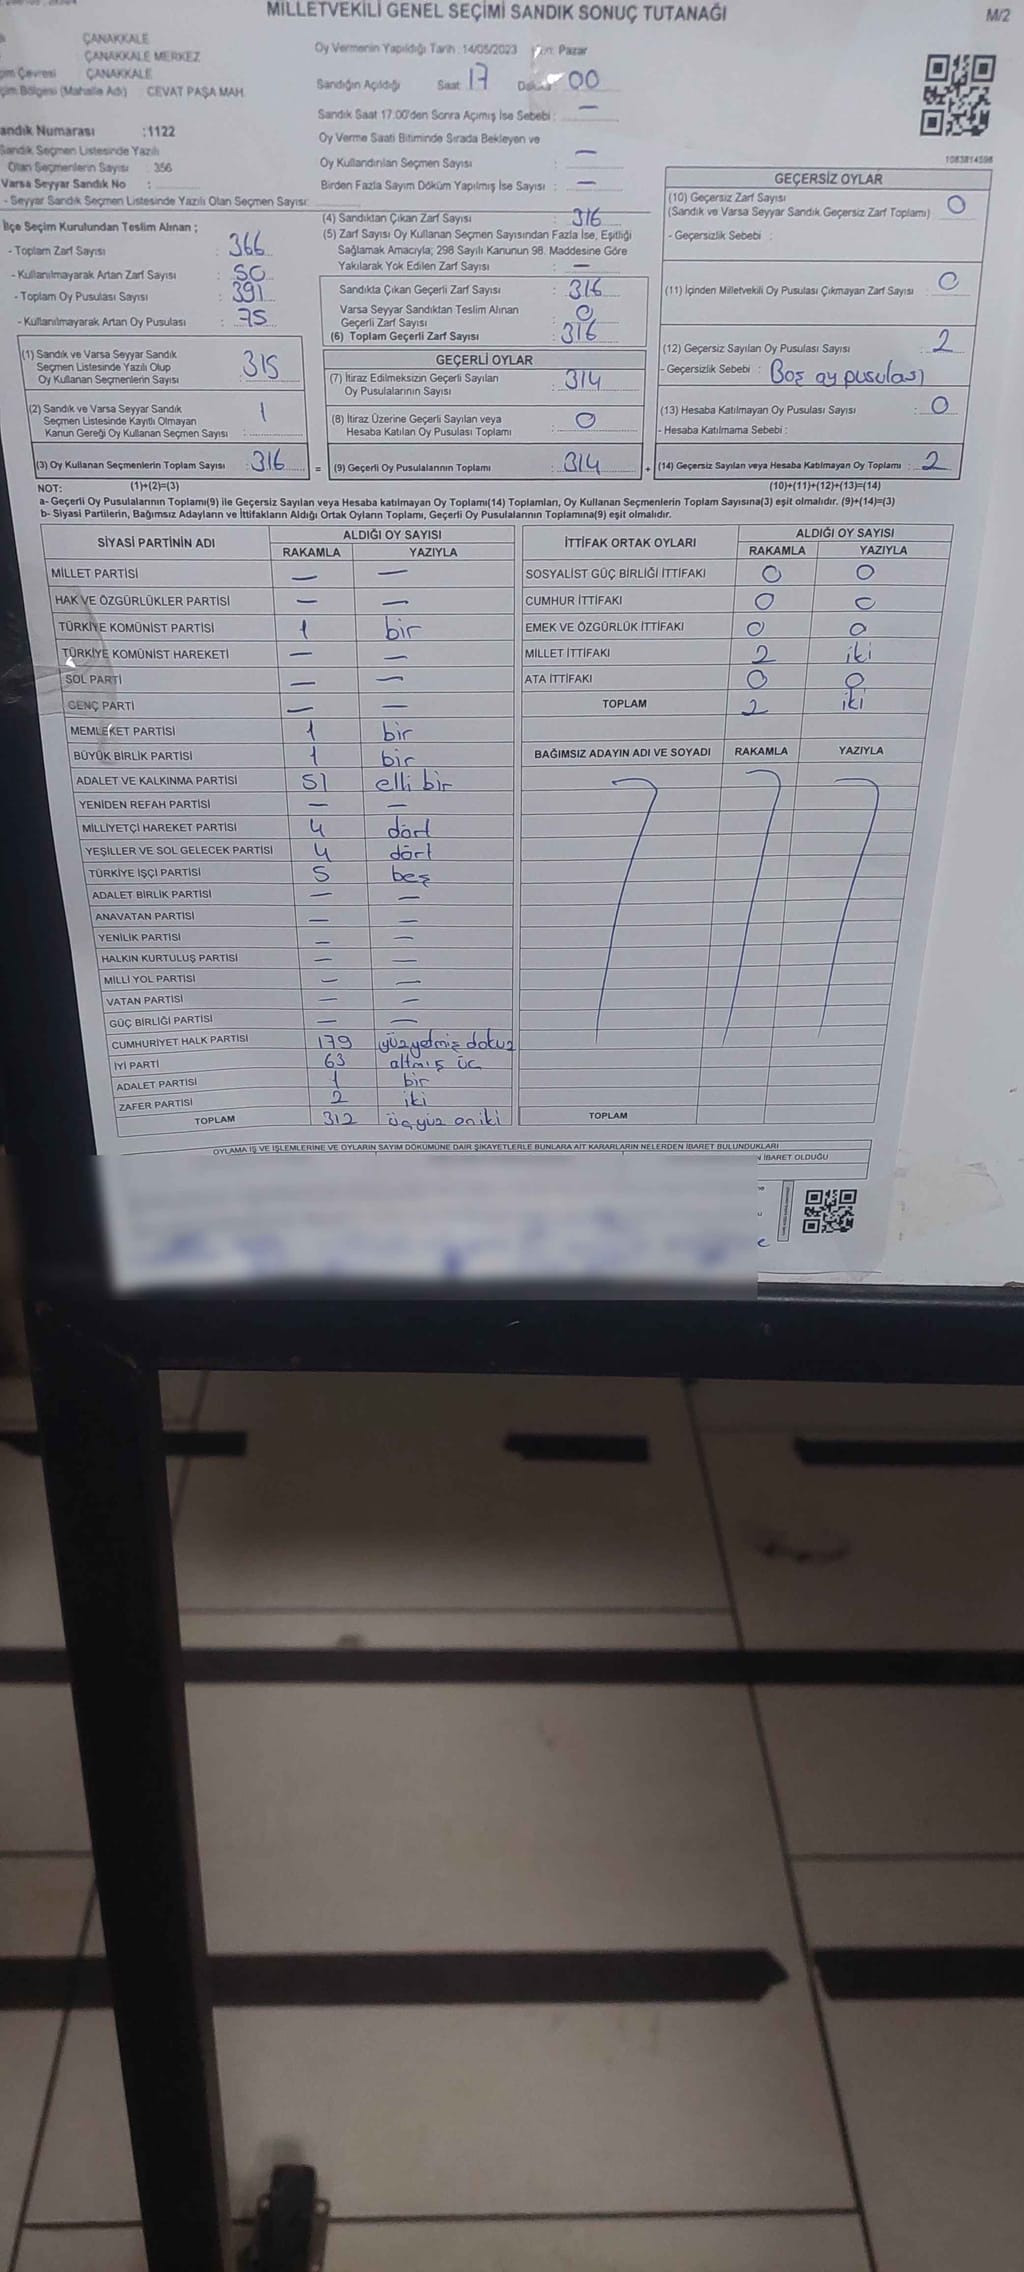 MİLLETVEKİLİ GENEL SEÇİMİ SANDIK SONUÇ TUTANAĞI
M/2
ÇANAKKALE
ÇANAKKALE MERKEZ
çim Çevresi ÇANAKKALE
çim Bölgesi (Mahalle Adı) : CEVAT PAŞA MAH.
andık Numarası :1122
Sandık Seçmen Listesinde Yazılı
Olan Seçmenlerin Sayısı : 356
Varsa Seyyar Sandık No :
- Seyyar Sandık Seçmen Listesinde Yazılı Olan Seçmen Sayısı:
Oy Vermenin Yapıldığı Tarih : 14/05/2023 Pazar
Sandığın Açıldığı Saat 17 00
Sandık Saat 17:00'den Sonra Açılmış İse Sebebi : —
Oy Verme Saati Bitiminde Sırada Bekleyen ve
Oy Kullandırılan Seçmen Sayısı —
Birden Fazla Sayım Döküm Yapılmış İse Sayısı : —
1083814598
İlçe Seçim Kurulundan Teslim Alınan ;
- Toplam Zarf Sayısı : 366
- Kullanılmayarak Artan Zarf Sayısı : 50
- Toplam Oy Pusulası Sayısı : 391
- Kullanılmayarak Artan Oy Pusulası : 75
(1) Sandık ve Varsa Seyyar Sandık
Seçmen Listesinde Yazılı Olup
Oy Kullanan Seçmenlerin Sayısı : 315
(2) Sandık ve Varsa Seyyar Sandık
Seçmen Listesinde Kayıtlı Olmayan
Kanun Gereği Oy Kullanan Seçmen Sayısı : 1
(3) Oy Kullanan Seçmenlerin Toplam Sayısı : 316
(1)+(2)=(3)
(4) Sandıktan Çıkan Zarf Sayısı : 316
(5) Zarf Sayısı Oy Kullanan Seçmen Sayısından Fazla İse, Eşitliği
Sağlamak Amacıyla; 298 Sayılı Kanunun 98. Maddesine Göre
Yakılarak Yok Edilen Zarf Sayısı : —
Sandıkta Çıkan Geçerli Zarf Sayısı : 316
Varsa Seyyar Sandıktan Teslim Alınan
Geçerli Zarf Sayısı : 0
(6) Toplam Geçerli Zarf Sayısı : 316
GEÇERLİ OYLAR
(7) İtiraz Edilmeksizin Geçerli Sayılan
Oy Pusulalarının Sayısı : 314
(8) İtiraz Üzerine Geçerli Sayılan veya
Hesaba Katılan Oy Pusulası Toplamı : 0
= (9) Geçerli Oy Pusulalarının Toplamı : 314
GEÇERSİZ OYLAR
(10) Geçersiz Zarf Sayısı
(Sandık ve Varsa Seyyar Sandık Geçersiz Zarf Toplamı) : 0
- Geçersizlik Sebebi :
(11) İçinden Milletvekili Oy Pusulası Çıkmayan Zarf Sayısı : 0
(12) Geçersiz Sayılan Oy Pusulası Sayısı : 2
- Geçersizlik Sebebi : Boş oy pusulası
(13) Hesaba Katılmayan Oy Pusulası Sayısı : 0
- Hesaba Katılmama Sebebi :
+ (14) Geçersiz Sayılan veya Hesaba Katılmayan Oy Toplamı : 2
(10)+(11)+(12)+(13)=(14)
NOT:
a- Geçerli Oy Pusulalarının Toplamı(9) ile Geçersiz Sayılan veya Hesaba katılmayan Oy Toplamı(14) Toplamları, Oy Kullanan Seçmenlerin Toplam Sayısına(3) eşit olmalıdır. (9)+(14)=(3)
b- Siyasi Partilerin, Bağımsız Adayların ve İttifakların Aldığı Ortak Oyların Toplamı, Geçerli Oy Pusulalarının Toplamına(9) eşit olmalıdır.
SİYASİ PARTİNİN ADI ALDIĞI OY SAYISI
RAKAMLA YAZIYLA
MİLLET PARTİSİ — —
HAK VE ÖZGÜRLÜKLER PARTİSİ — —
TÜRKİYE KOMÜNİST PARTİSİ 1 bir
TÜRKİYE KOMÜNİST HAREKETİ — —
SOL PARTİ — —
GENÇ PARTİ — —
MEMLEKET PARTİSİ 1 bir
BÜYÜK BİRLİK PARTİSİ 1 bir
ADALET VE KALKINMA PARTİSİ 51 elli bir
YENİDEN REFAH PARTİSİ — —
MİLLİYETÇİ HAREKET PARTİSİ 4 dört
YEŞİLLER VE SOL GELECEK PARTİSİ 4 dört
TÜRKİYE İŞÇİ PARTİSİ 5 beş
ADALET BİRLİK PARTİSİ — —
ANAVATAN PARTİSİ — —
YENİLİK PARTİSİ — —
HALKIN KURTULUŞ PARTİSİ — —
MİLLİ YOL PARTİSİ — —
VATAN PARTİSİ — —
GÜÇ BİRLİĞİ PARTİSİ — —
CUMHURİYET HALK PARTİSİ 179 yüzyetmiş dokuz
İYİ PARTİ 63 altmış üç
ADALET PARTİSİ 1 bir
ZAFER PARTİSİ 2 iki
TOPLAM 312 üçyüz oniki
İTTİFAK ORTAK OYLARI ALDIĞI OY SAYISI
RAKAMLA YAZIYLA
SOSYALİST GÜÇ BİRLİĞİ İTTİFAKI 0 0
CUMHUR İTTİFAKI 0 0
EMEK VE ÖZGÜRLÜK İTTİFAKI 0 0
MİLLET İTTİFAKI 2 iki
ATA İTTİFAKI 0 0
TOPLAM 2 iki
BAĞIMSIZ ADAYIN ADI VE SOYADI RAKAMLA YAZIYLA
TOPLAM
OYLAMA İŞ VE İŞLEMLERİNE VE OYLARIN SAYIM DÖKÜMÜNE DAİR ŞİKAYETLERLE BUNLARA AİT KARARLARIN NELERDEN İBARET BULUNDUKLARI
N İBARET OLDUĞU